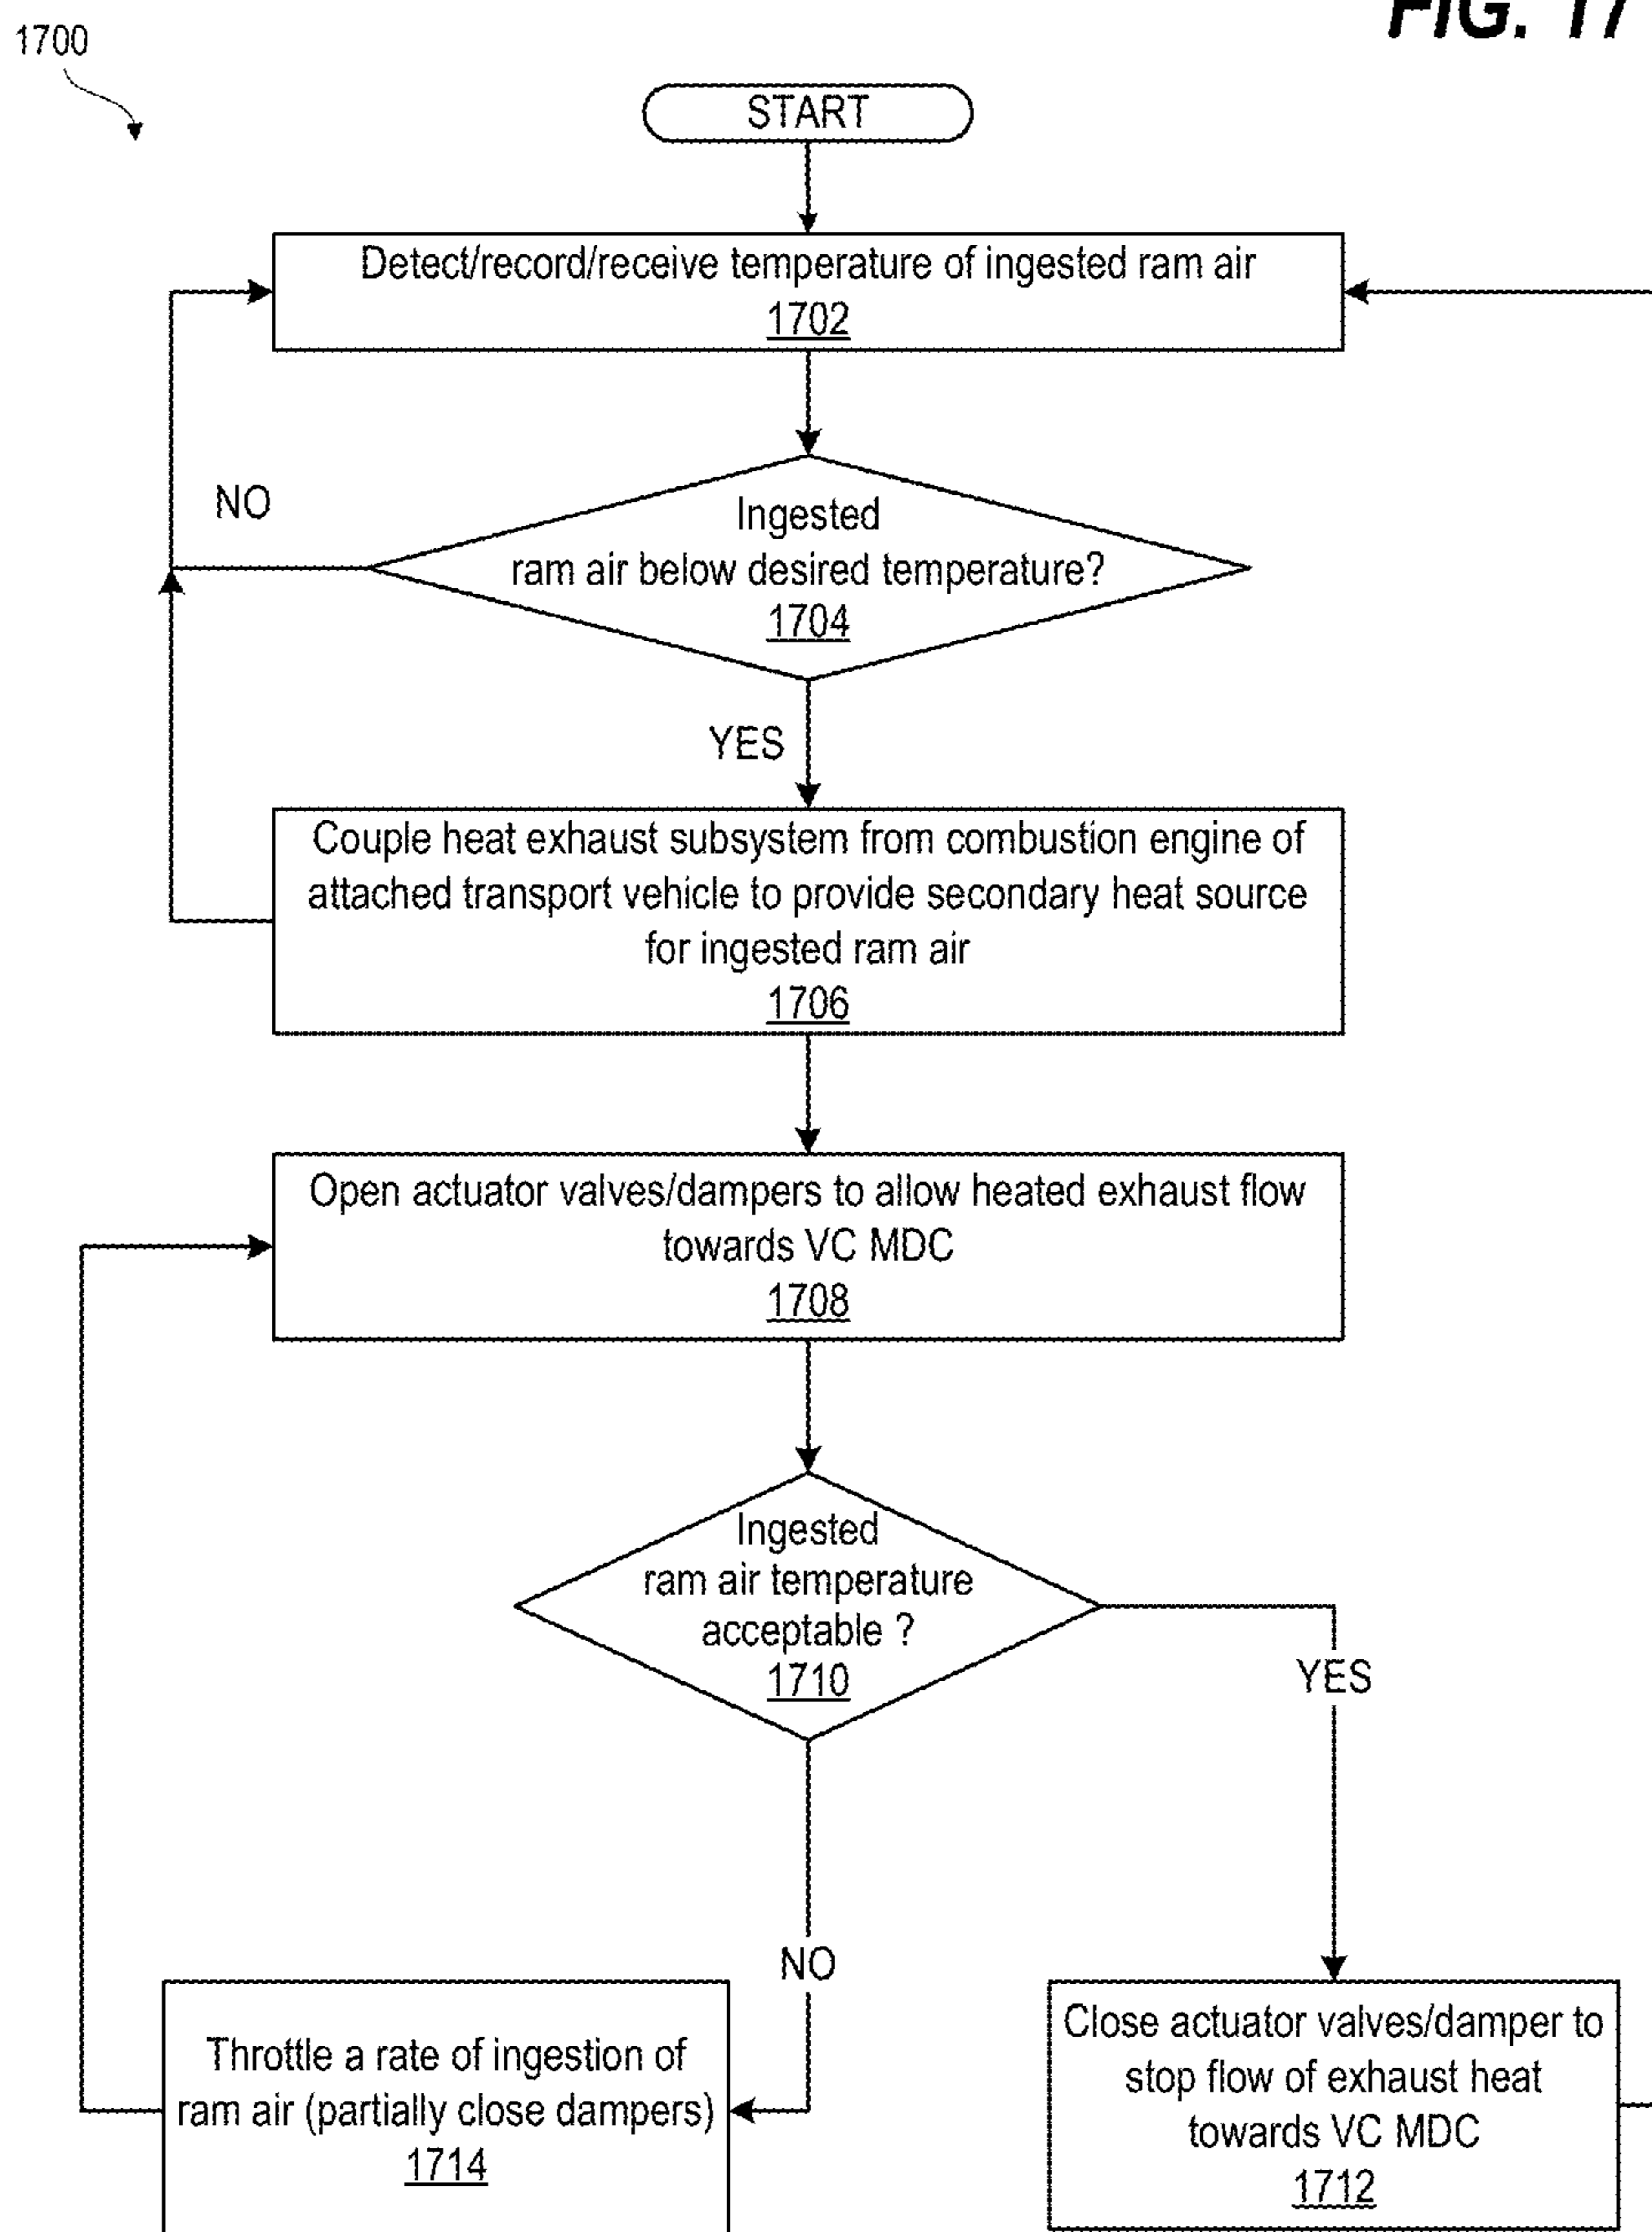 FIG. 17
1700
START
Detect/record/receive temperature of ingested ram air
1702
NO
Ingested
ram air below desired temperature?
1704
YES
Couple heat exhaust subsystem from combustion engine of
attached transport vehicle to provide secondary heat source
for ingested ram air
1706
Open actuator valves/dampers to allow heated exhaust flow
towards VC MDC
1708
Ingested
ram air temperature
acceptable ?
1710
YES
NO
Throttle a rate of ingestion of
ram air (partially close dampers)
1714
Close actuator valves/damper to
stop flow of exhaust heat
towards VC MDC
1712